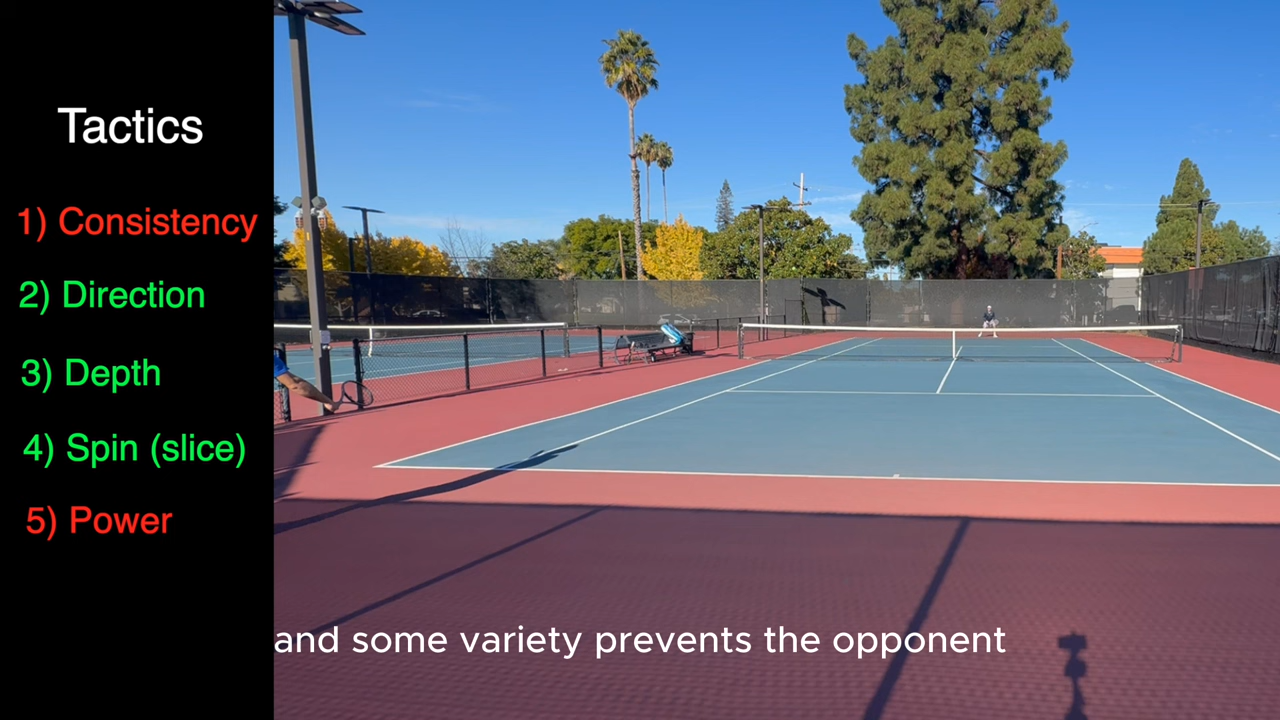 Tactics
1) Consistency
2) Direction
3) Depth
4) Spin (slice)
5) Power
and some variety prevents the opponent